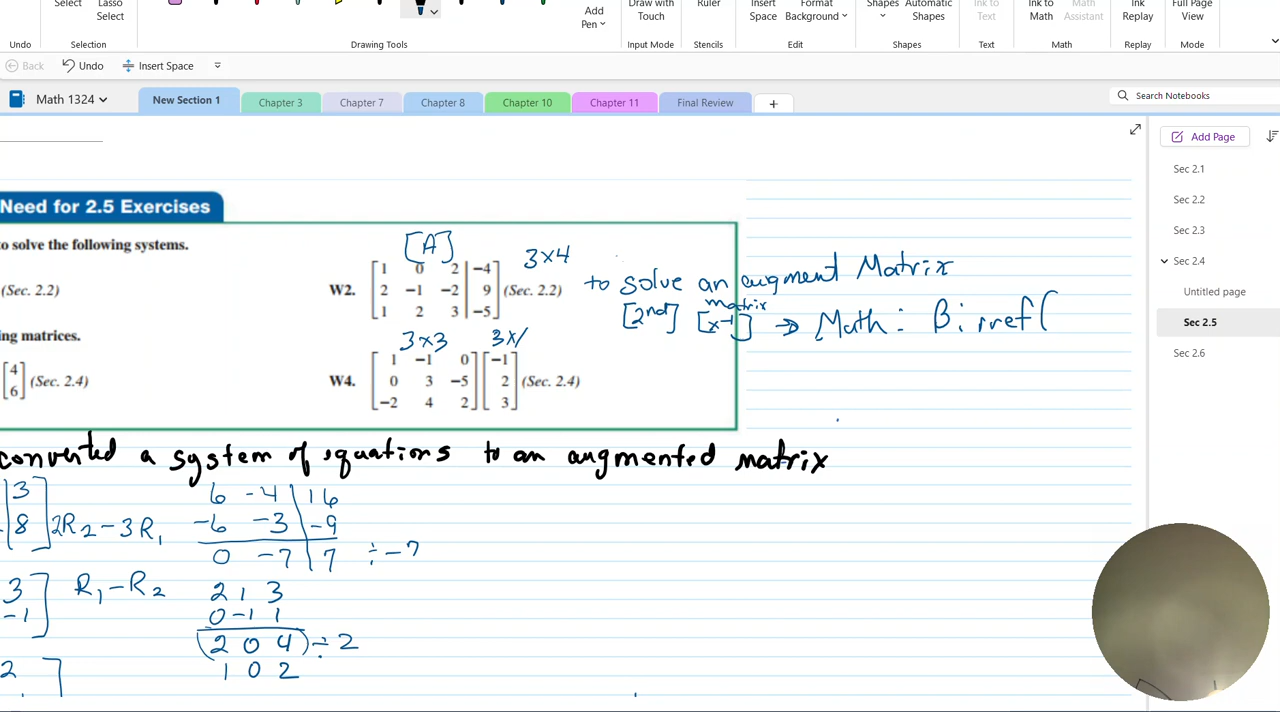 Select
Lasso
Select
Add
Pen
Draw with
Touch
Ruler
Insert
Space
Format
Background
Shapes
Automatic
Shapes
Ink to
Text
Ink to
Math
Math
Assistant
Ink
Replay
Full Page
View
Undo
Selection
Drawing Tools
Input Mode
Stencils
Edit
Shapes
Text
Math
Replay
Mode
Back
Undo
Insert Space
Math 1324
New Section 1
Chapter 3
Chapter 7
Chapter 8
Chapter 10
Chapter 11
Final Review
+
Search Notebooks
Add Page
Sec 2.1
Sec 2.2
Sec 2.3
Sec 2.4
Untitled page
Sec 2.5
Sec 2.6
Need for 2.5 Exercises
o solve the following systems.
[A]
3×4
W2. [1 0 2 | -4
2 -1 -2 | 9
1 2 3 | -5] (Sec. 2.2)
(Sec. 2.2)
to solve an augment Matrix
matrix
[2nd] [x-1] → Math: B: rref(
ng matrices.
3×3 3×1
W4. [1 -1 0
0 3 -5
-2 4 2] [-1
2
3] (Sec. 2.4)
[4
6] (Sec. 2.4)
converted a system of equations to an augmented matrix
3
8] 2R2 - 3R1
6 -4 | 16
-6 -3 | -9
0 -7 | 7 ÷ -7
3
-1] R1 - R2
2 1 3
0 -1 1
(2 0 4) ÷ 2
1 0 2
2]